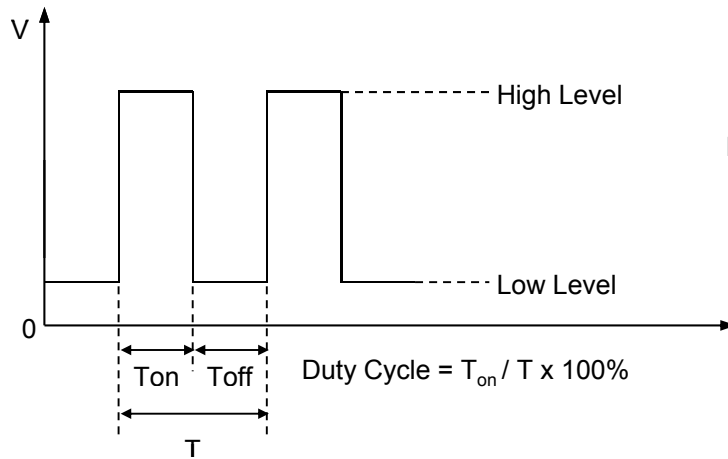 V
High Level
Low Level
0
Ton
Toff
Duty Cycle = Ton / T x 100%
T